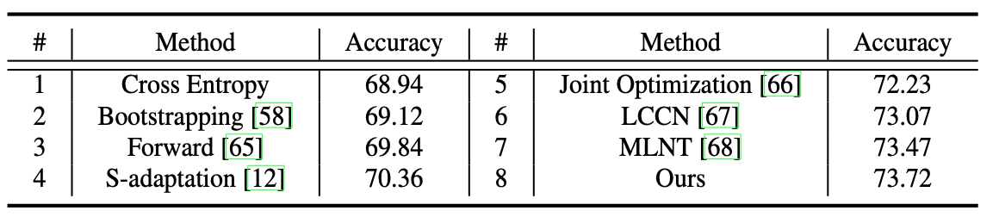 # Method Accuracy # Method Accuracy
1 Cross Entropy 68.94 5 Joint Optimization [66] 72.23
2 Bootstrapping [58] 69.12 6 LCCN [67] 73.07
3 Forward [65] 69.84 7 MLNT [68] 73.47
4 S-adaptation [12] 70.36 8 Ours 73.72